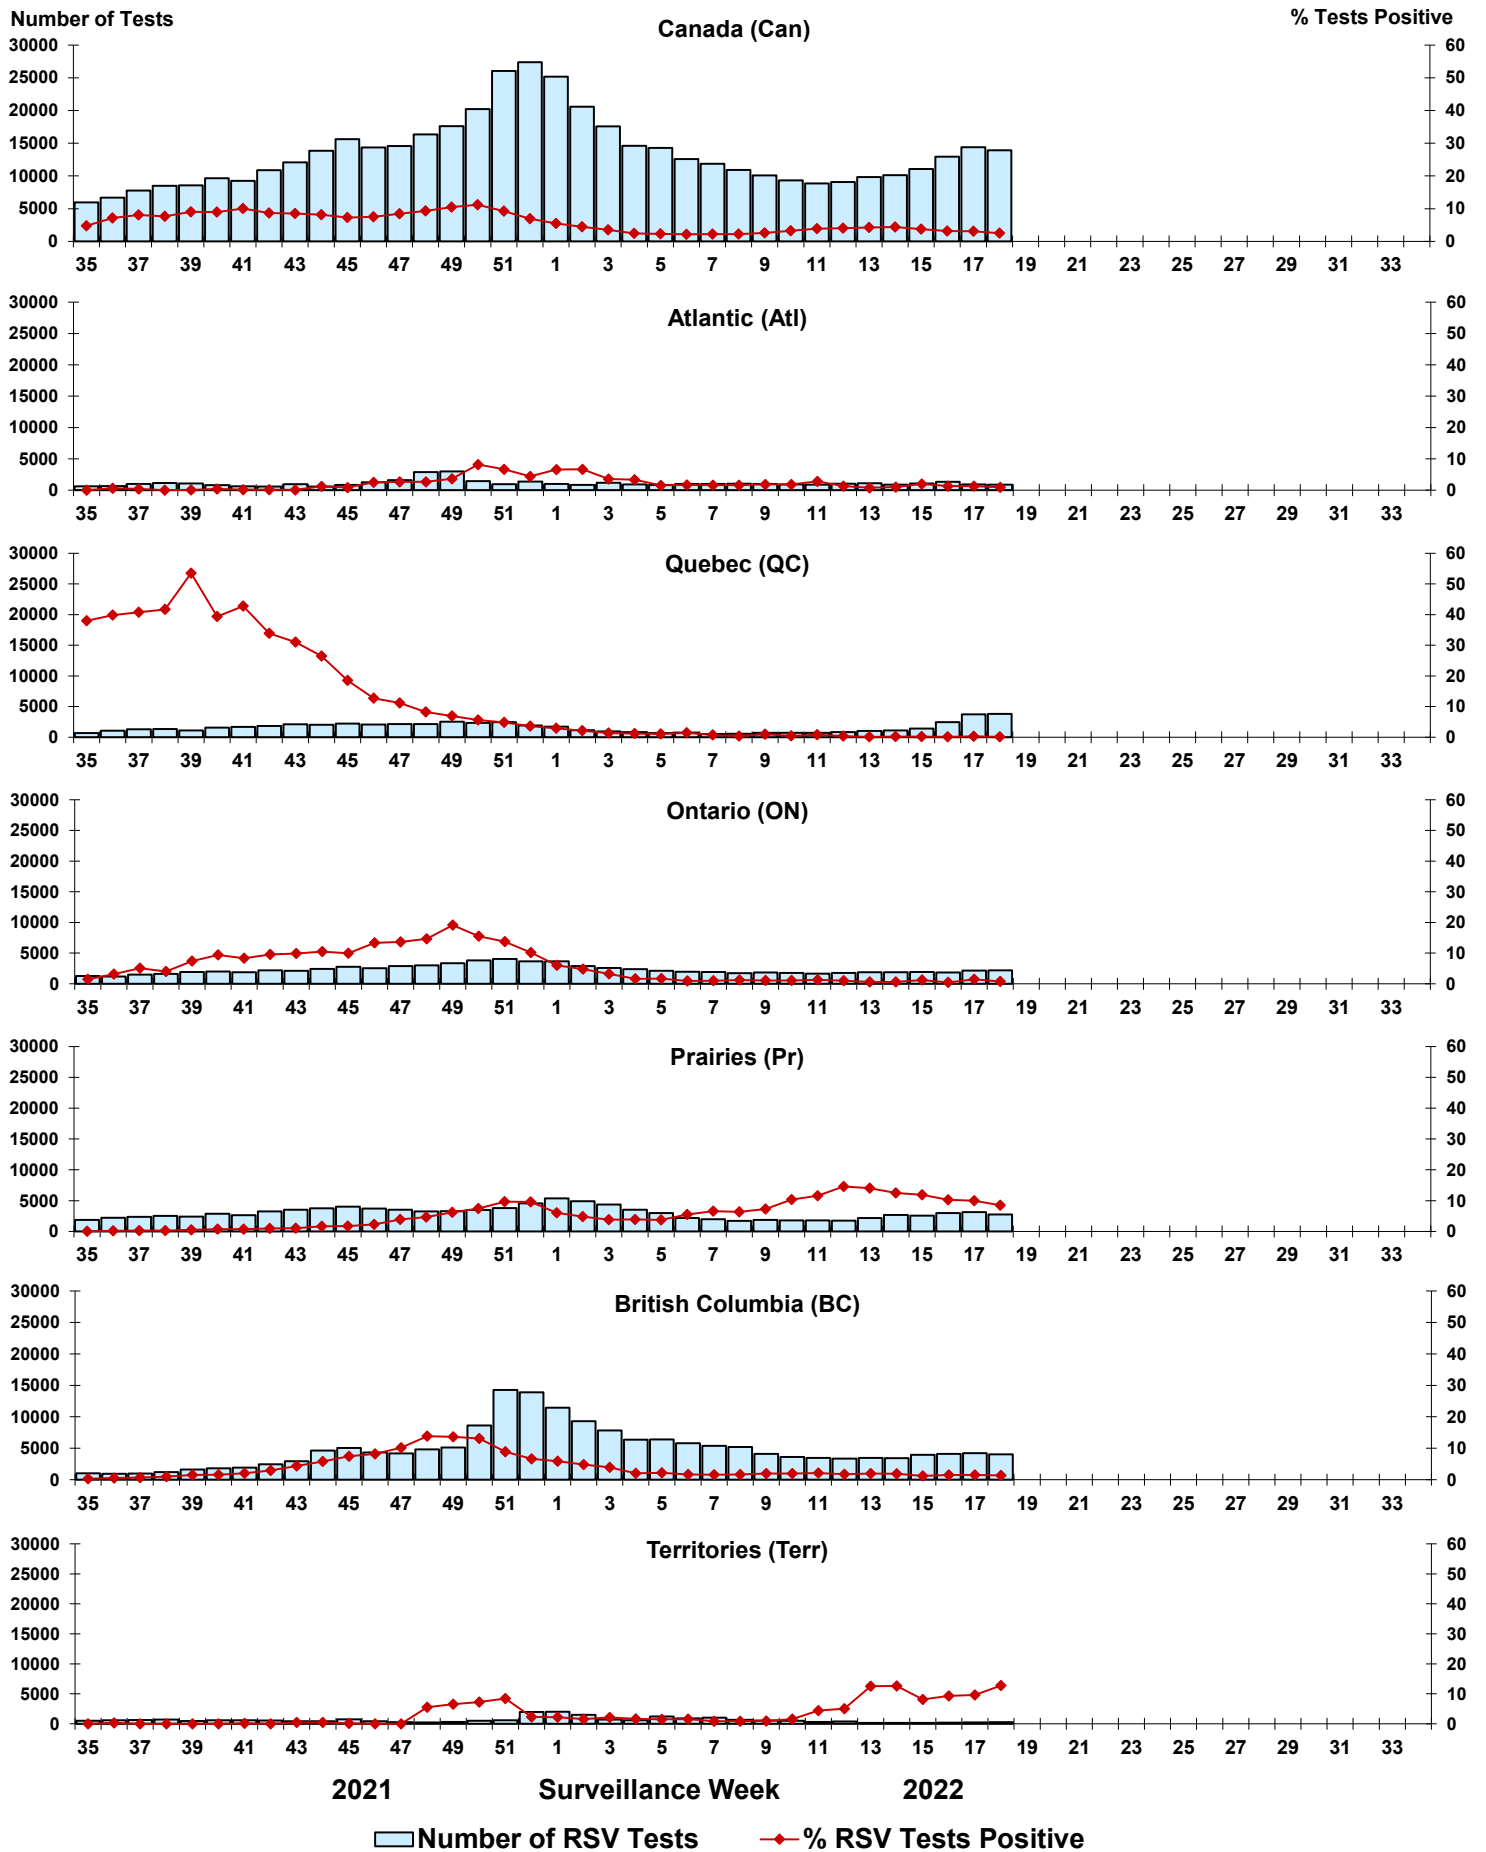 Number of Tests
% Tests Positive
Canada (Can)
30000 60
25000 50
20000 40
15000 30
10000 20
5000 10
0 0
35 37 39 41 43 45 47 49 51 1 3 5 7 9 11 13 15 17 19 21 23 25 27 29 31 33
Atlantic (Atl)
30000 60
25000 50
20000 40
15000 30
10000 20
5000 10
0 0
35 37 39 41 43 45 47 49 51 1 3 5 7 9 11 13 15 17 19 21 23 25 27 29 31 33
Quebec (QC)
30000 60
25000 50
20000 40
15000 30
10000 20
5000 10
0 0
35 37 39 41 43 45 47 49 51 1 3 5 7 9 11 13 15 17 19 21 23 25 27 29 31 33
Ontario (ON)
30000 60
25000 50
20000 40
15000 30
10000 20
5000 10
0 0
35 37 39 41 43 45 47 49 51 1 3 5 7 9 11 13 15 17 19 21 23 25 27 29 31 33
Prairies (Pr)
30000 60
25000 50
20000 40
15000 30
10000 20
5000 10
0 0
35 37 39 41 43 45 47 49 51 1 3 5 7 9 11 13 15 17 19 21 23 25 27 29 31 33
British Columbia (BC)
30000 60
25000 50
20000 40
15000 30
10000 20
5000 10
0 0
35 37 39 41 43 45 47 49 51 1 3 5 7 9 11 13 15 17 19 21 23 25 27 29 31 33
Territories (Terr)
30000 60
25000 50
20000 40
15000 30
10000 20
5000 10
0 0
35 37 39 41 43 45 47 49 51 1 3 5 7 9 11 13 15 17 19 21 23 25 27 29 31 33
2021 Surveillance Week 2022
Number of RSV Tests % RSV Tests Positive